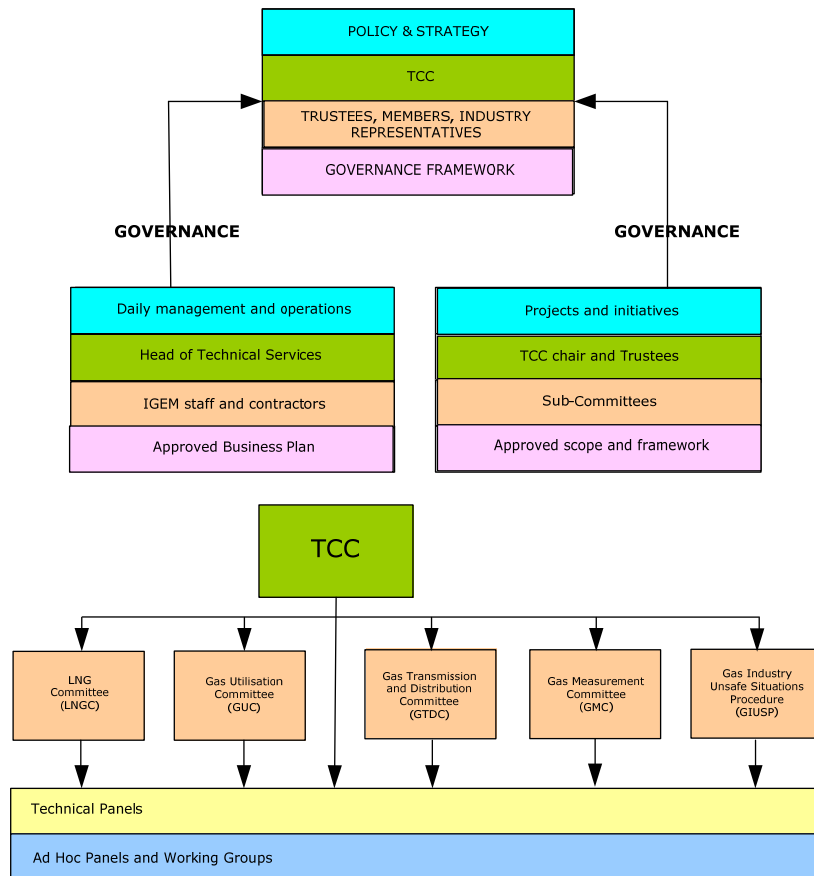 POLICY & STRATEGY
TCC
TRUSTEES, MEMBERS, INDUSTRY
REPRESENTATIVES
GOVERNANCE FRAMEWORK
GOVERNANCE
GOVERNANCE
Daily management and operations
Head of Technical Services
IGEM staff and contractors
Approved Business Plan
Projects and initiatives
TCC chair and Trustees
Sub-Committees
Approved scope and framework
TCC
LNG
Committee
(LNGC)
Gas Utilisation
Committee
(GUC)
Gas Transmission
and Distribution
Committee
(GTDC)
Gas Measurement
Committee
(GMC)
Gas Industry
Unsafe Situations
Procedure
(GIUSP)
Technical Panels
Ad Hoc Panels and Working Groups